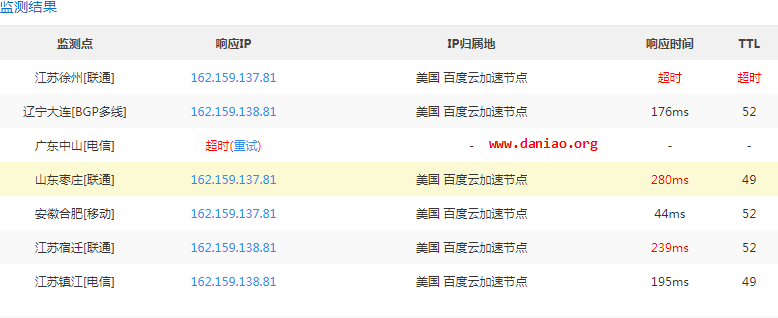 监测结果
监测点 响应IP IP归属地 响应时间 TTL
江苏徐州[联通] 162.159.137.81 美国 百度云加速节点 超时 超时
辽宁大连[BGP多线] 162.159.138.81 美国 百度云加速节点 176ms 52
广东中山[电信] 超时(重试) - www.daniao.org - -
山东枣庄[联通] 162.159.137.81 美国 百度云加速节点 280ms 49
安徽合肥[移动] 162.159.137.81 美国 百度云加速节点 44ms 52
江苏宿迁[联通] 162.159.138.81 美国 百度云加速节点 239ms 52
江苏镇江[电信] 162.159.138.81 美国 百度云加速节点 195ms 49